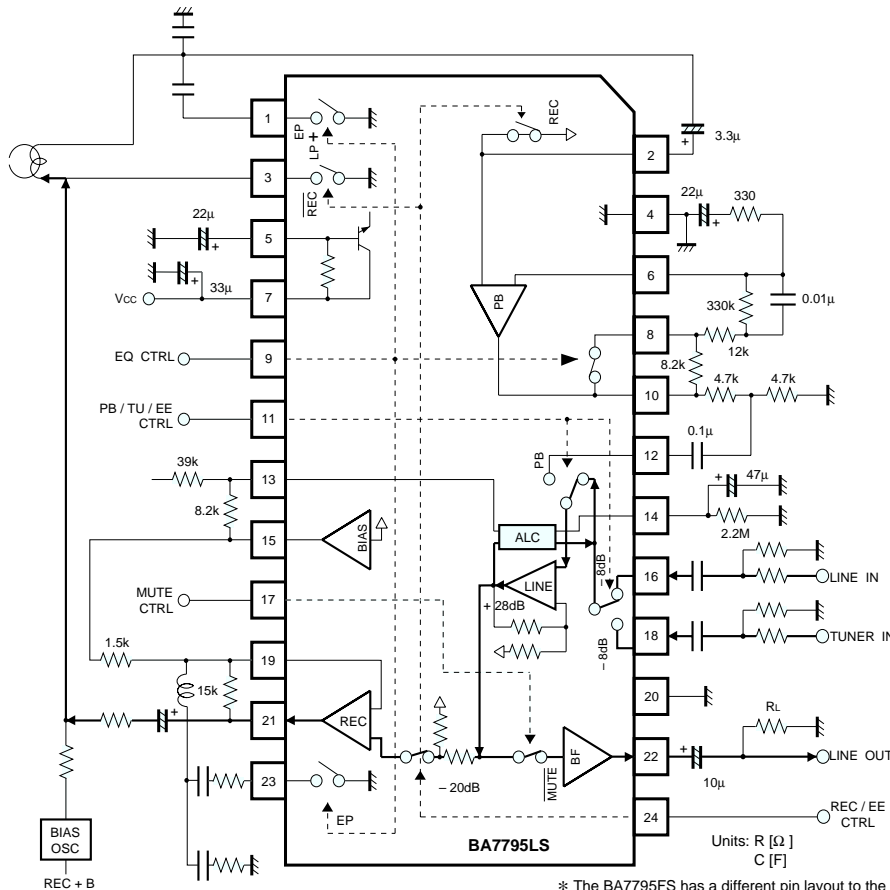 1
EP
LP +
REC
2
3.3µ
3
REC
4
22µ
330
22µ
5
6
33µ
VCC
7
PB
330k
0.01µ
8
12k
8.2k
EQ CTRL
9
10
4.7k
4.7k
PB / TU / EE
CTRL
11
12
0.1µ
PB
39k
13
47µ
14
8.2k
2.2M
ALC
15
BIAS
–8dB
16
LINE IN
LINE
MUTE
CTRL
17
+ 28dB
18
TUNER IN
–8dB
1.5k
19
20
15k
RL
21
REC
BF
22
LINE OUT
–20dB
MUTE
10µ
23
EP
24
REC / EE
CTRL
BIAS
OSC
BA7795LS
Units: R [Ω ]
C [F]
REC + B
∗ The BA7795FS has a different pin layout to the